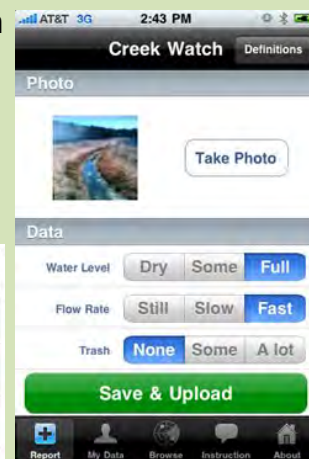 AT&T 3G 2:43 PM
Creek Watch Definitions
Photo
Take Photo
Data
Water Level Dry Some Full
Flow Rate Still Slow Fast
Trash None Some A lot
Save & Upload
Report My Data Browse Instruction About